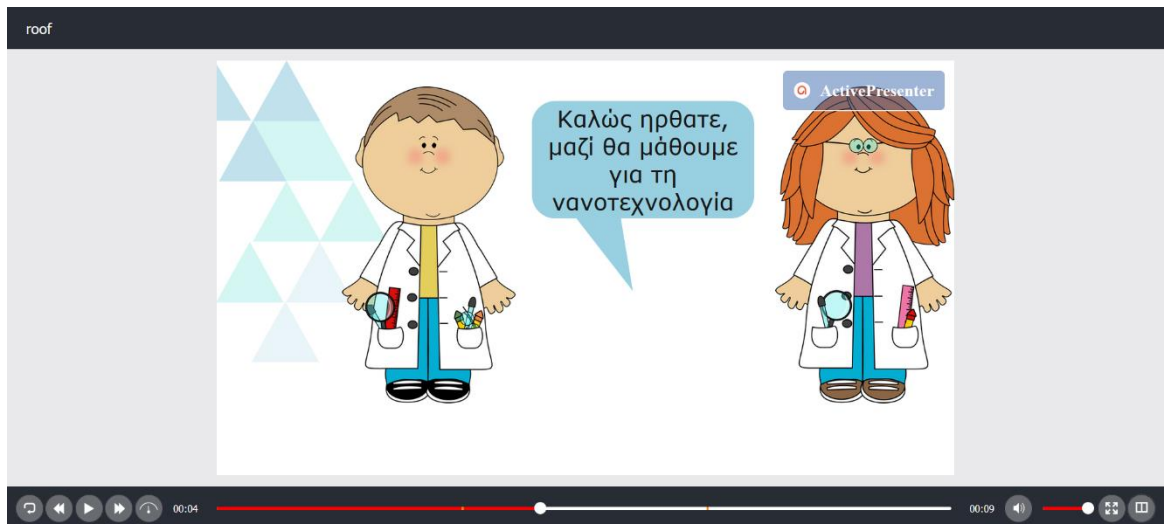 roof
ActivePresenter
Καλώς ηρθατε,
μαζί θα μάθουμε
για τη
νανοτεχνολογία
00:04
00:09